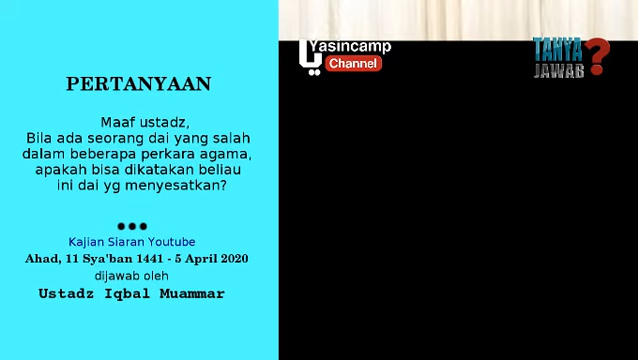 PERTANYAAN
Maaf ustadz,
Bila ada seorang dai yang salah
dalam beberapa perkara agama,
apakah bisa dikatakan beliau
ini dai yg menyesatkan?
Kajian Siaran Youtube
Ahad, 11 Sya'ban 1441 - 5 April 2020
dijawab oleh
Ustadz Iqbal Muammar
Yasincamp
Channel
TANYA
JAWAB ?